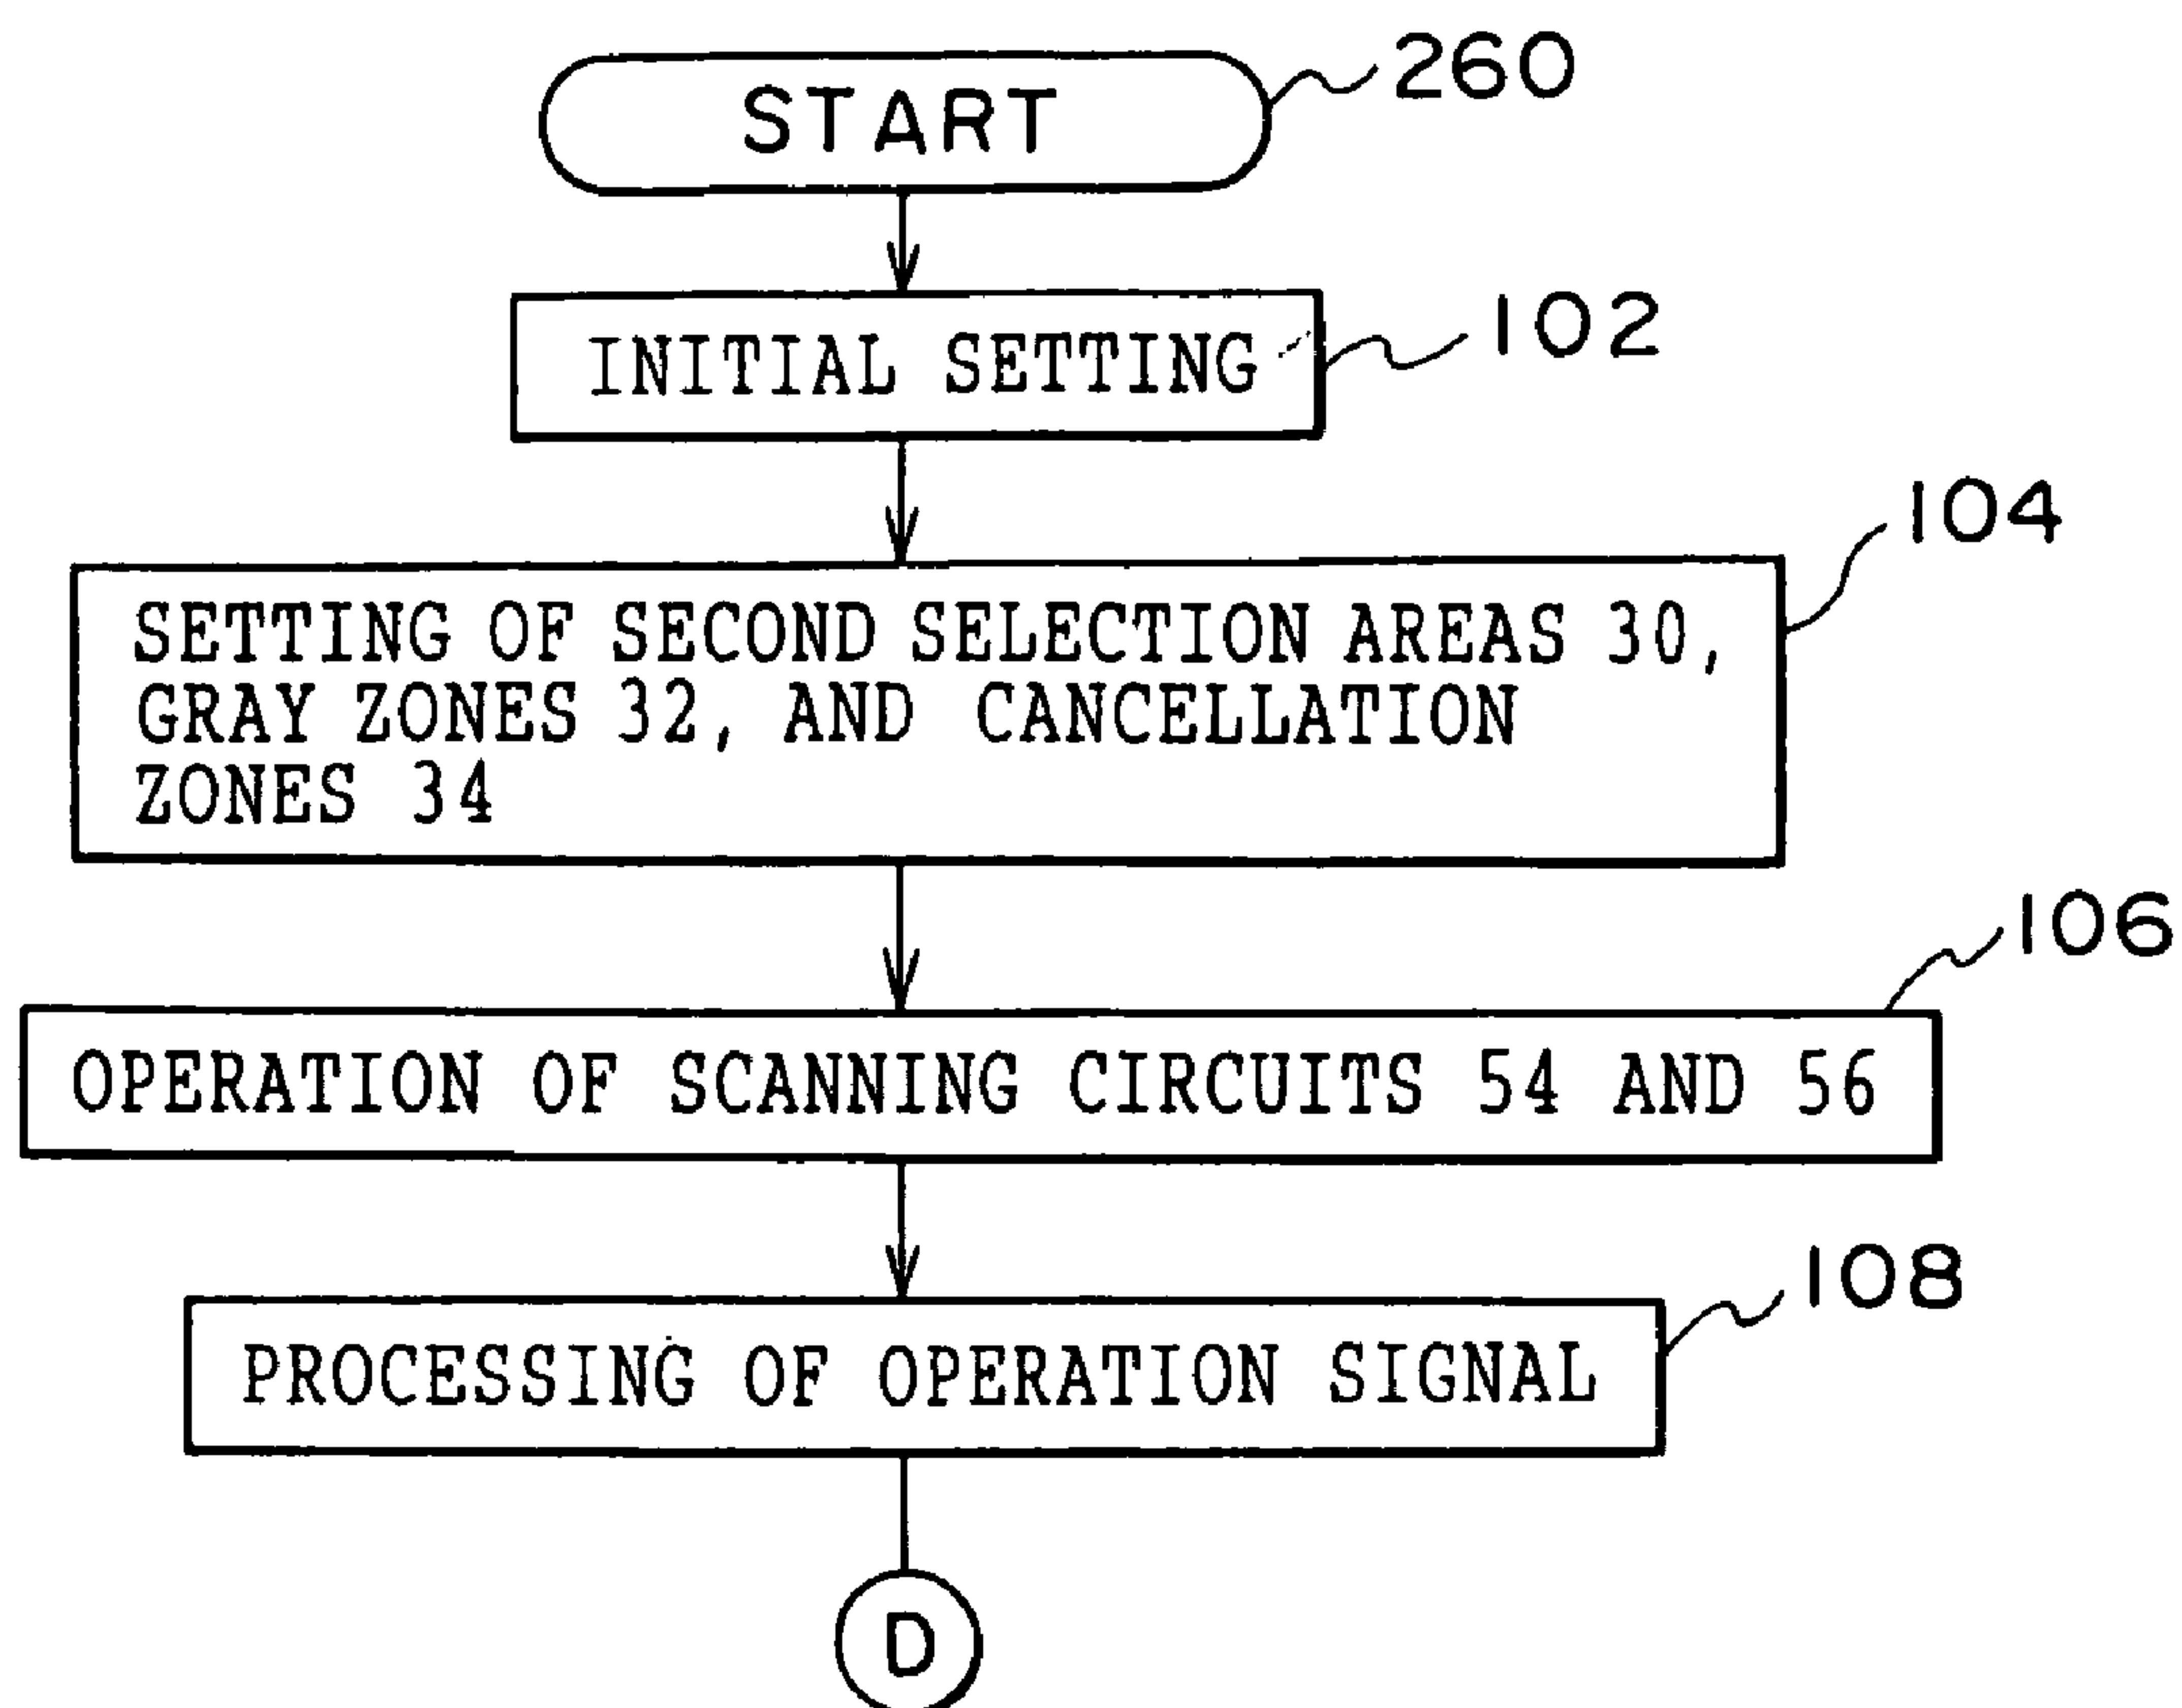 START
260
INITIAL SETTING
102
104
SETTING OF SECOND SELECTION AREAS 30,
GRAY ZONES 32, AND CANCELLATION
ZONES 34
106
OPERATION OF SCANNING CIRCUITS 54 AND 56
108
PROCESSING OF OPERATION SIGNAL
D